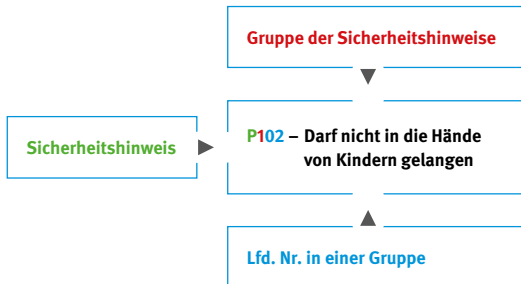 Gruppe der Sicherheitshinweise
Sicherheitshinweis
P102 – Darf nicht in die Hände
von Kindern gelangen
Lfd. Nr. in einer Gruppe